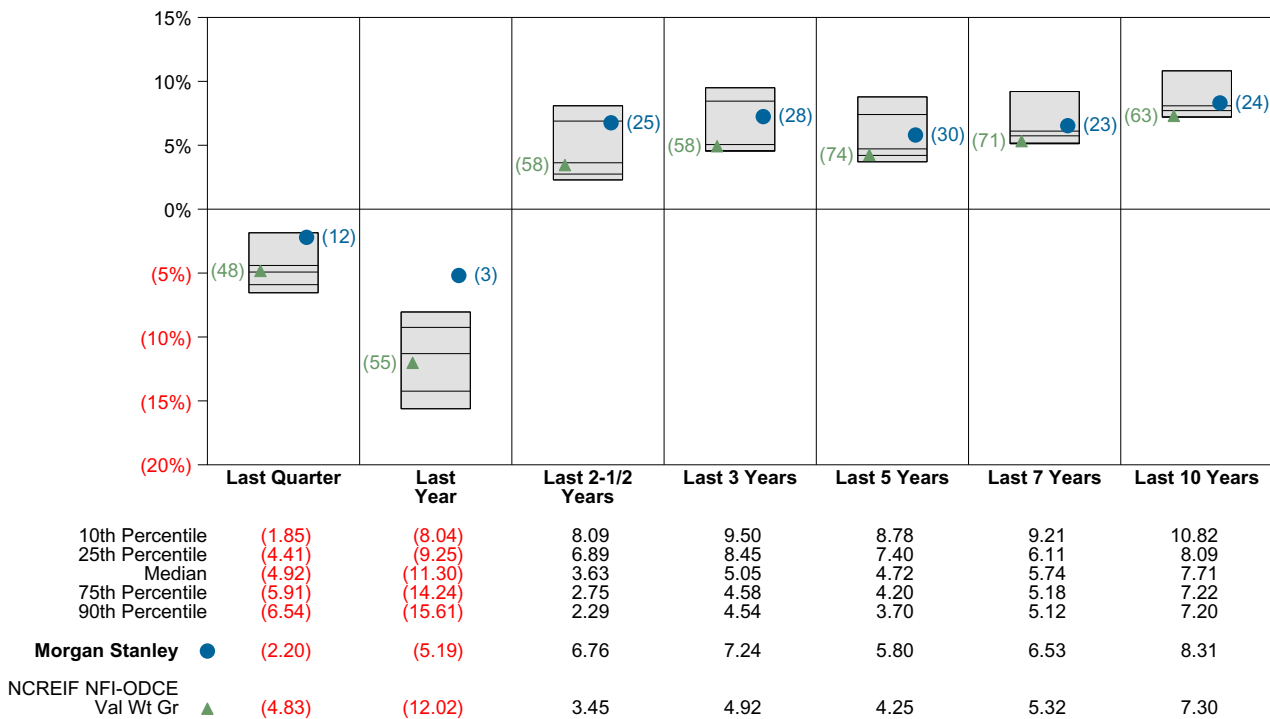 15%
10%
5%
0%
(5%)
(10%)
(15%)
(20%)
(48) (12)
(55) (3)
(58) (25)
(58) (28)
(74) (30)
(71) (23)
(63) (24)
Last Quarter Last Year Last 2-1/2 Years Last 3 Years Last 5 Years Last 7 Years Last 10 Years
10th Percentile (1.85) (8.04) 8.09 9.50 8.78 9.21 10.82
25th Percentile (4.41) (9.25) 6.89 8.45 7.40 6.11 8.09
Median (4.92) (11.30) 3.63 5.05 4.72 5.74 7.71
75th Percentile (5.91) (14.24) 2.75 4.58 4.20 5.18 7.22
90th Percentile (6.54) (15.61) 2.29 4.54 3.70 5.12 7.20
Morgan Stanley (2.20) (5.19) 6.76 7.24 5.80 6.53 8.31
NCREIF NFI-ODCE
Val Wt Gr (4.83) (12.02) 3.45 4.92 4.25 5.32 7.30